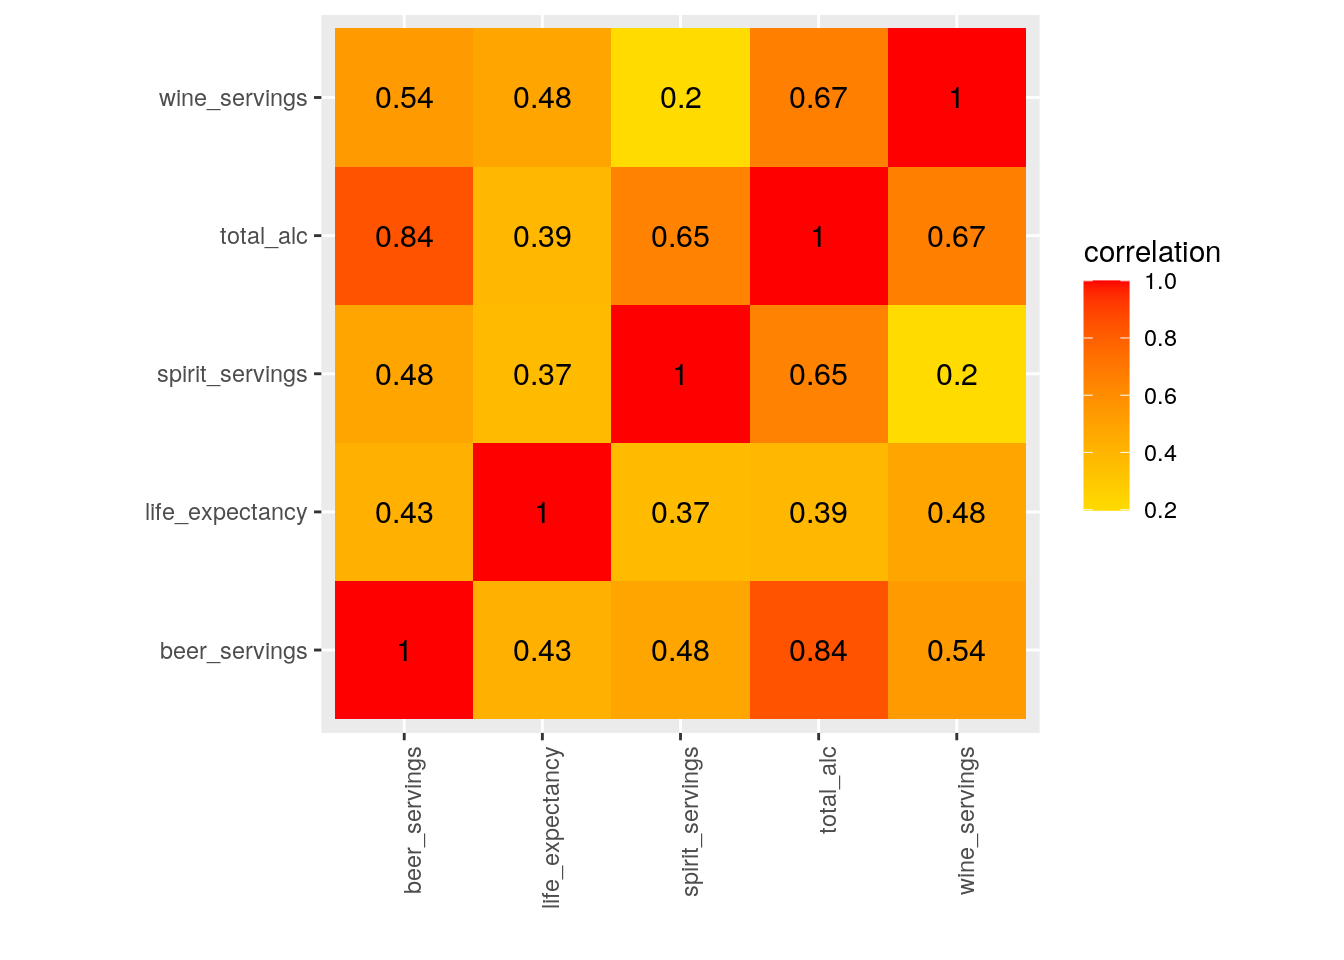 wine_servings 0.54 0.48 0.2 0.67 1
total_alc 0.84 0.39 0.65 1 0.67
spirit_servings 0.48 0.37 1 0.65 0.2
life_expectancy 0.43 1 0.37 0.39 0.48
beer_servings 1 0.43 0.48 0.84 0.54
beer_servings
life_expectancy
spirit_servings
total_alc
wine_servings
correlation
1.0
0.8
0.6
0.4
0.2